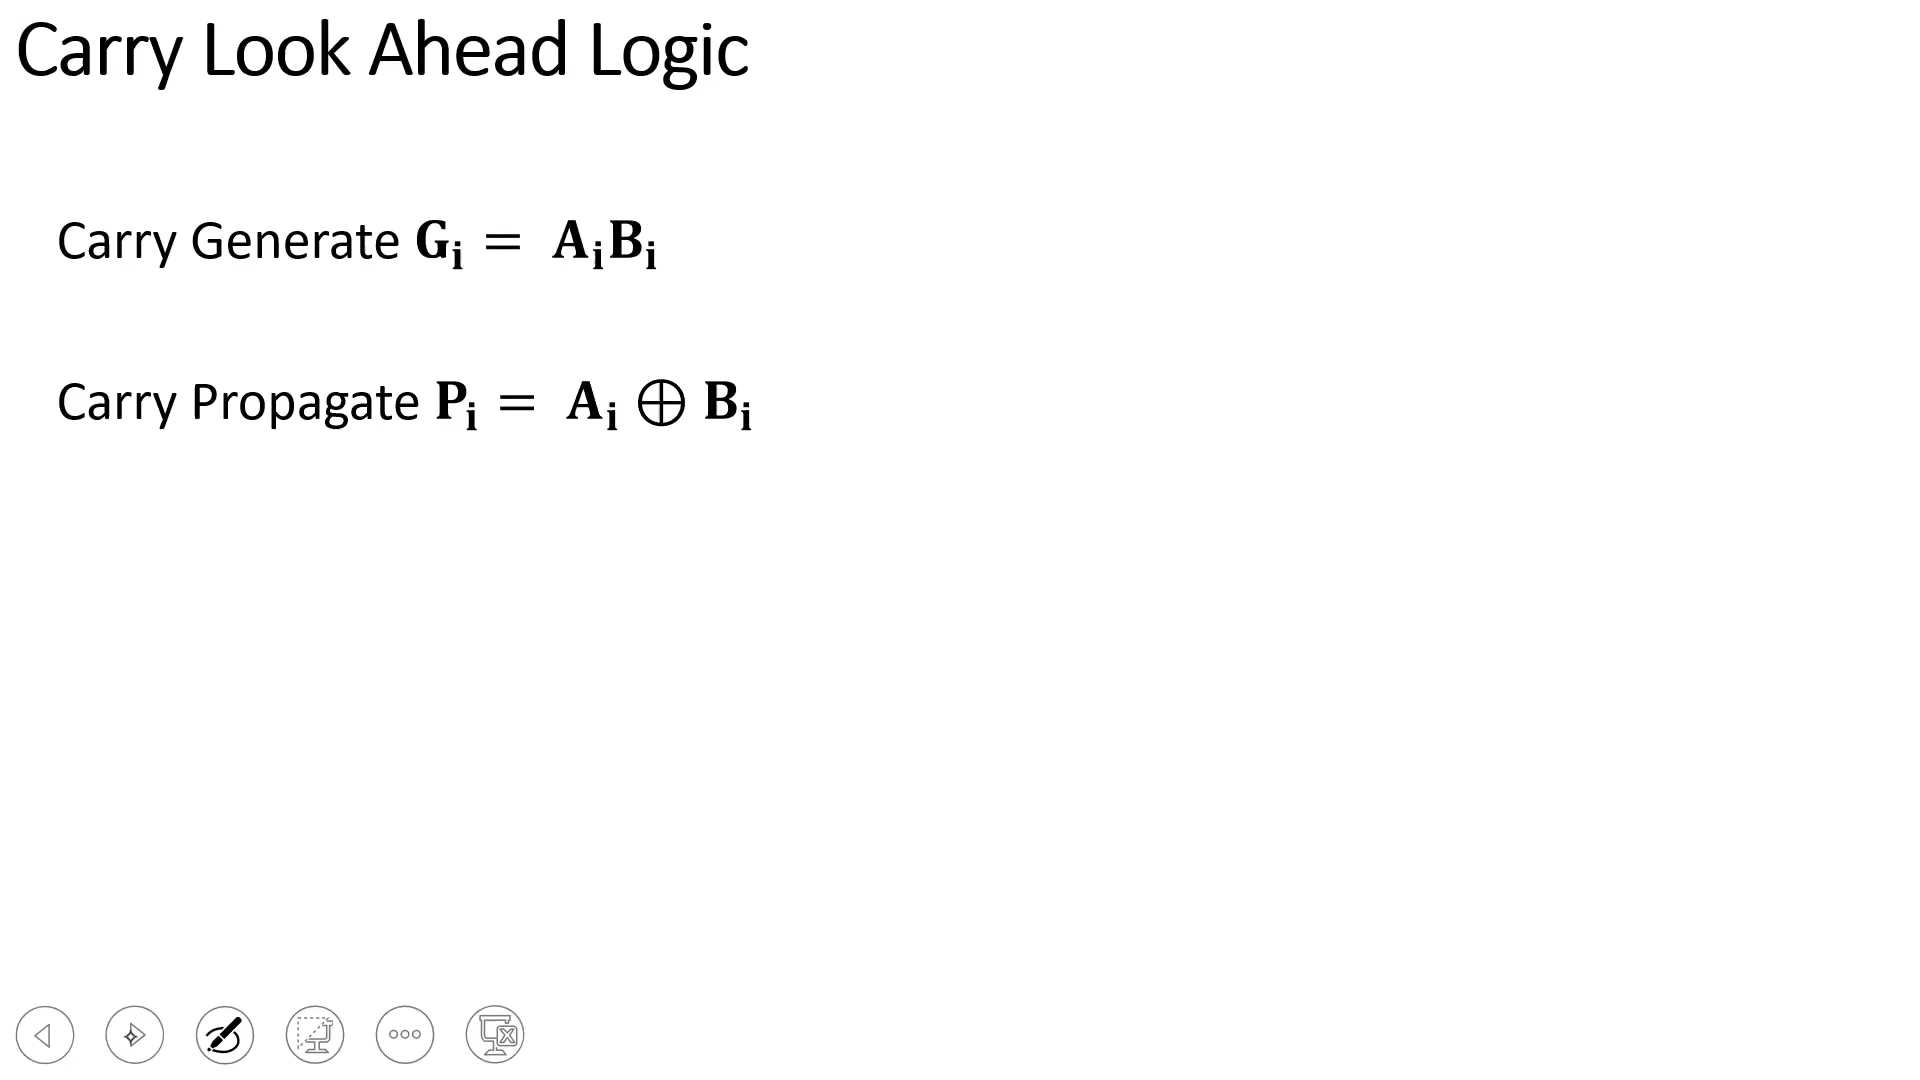 Carry Look Ahead Logic
Carry Generate Gᵢ = AᵢBᵢ
Carry Propagate Pᵢ = Aᵢ ⊕ Bᵢ